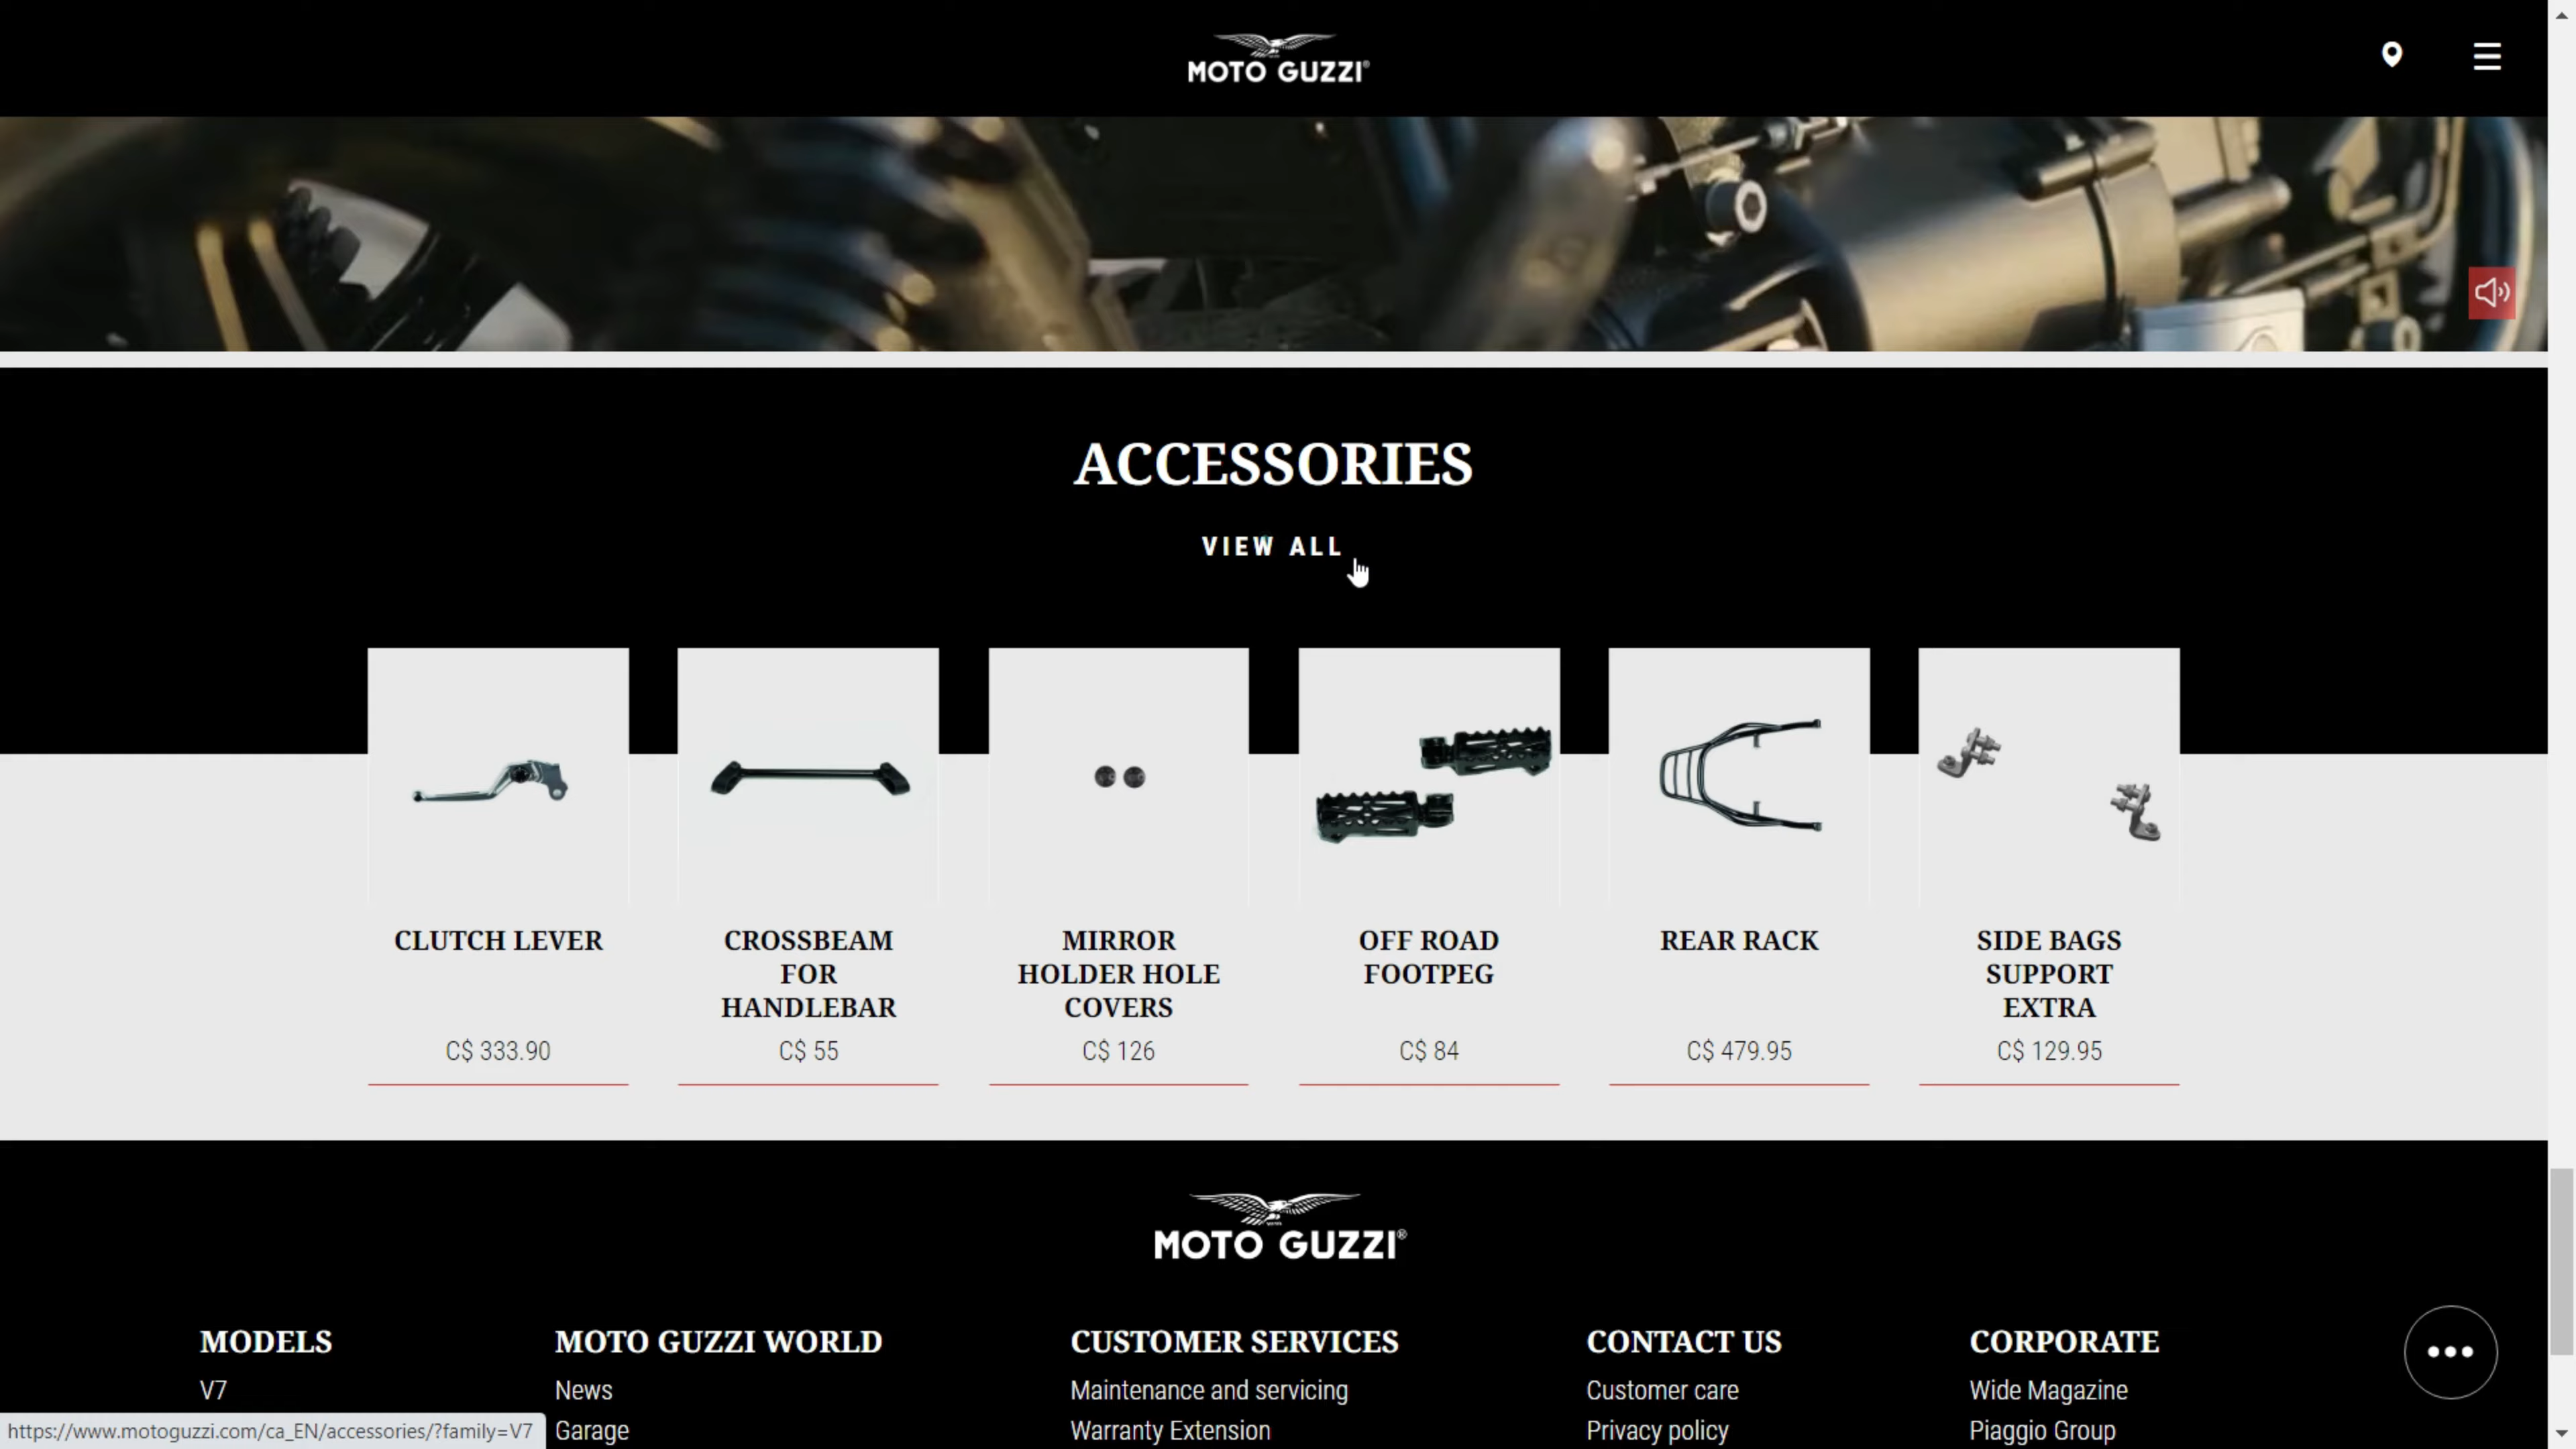 MOTO GUZZI®
ACCESSORIES
VIEW ALL
CLUTCH LEVER
C$ 333.90
CROSSBEAM
FOR
HANDLEBAR
C$ 55
MIRROR
HOLDER HOLE
COVERS
C$ 126
OFF ROAD
FOOTPEG
C$ 84
REAR RACK
C$ 479.95
SIDE BAGS
SUPPORT
EXTRA
C$ 129.95
MOTO GUZZI®
MODELS
V7
MOTO GUZZI WORLD
News
Garage
CUSTOMER SERVICES
Maintenance and servicing
Warranty Extension
CONTACT US
Customer care
Privacy policy
CORPORATE
Wide Magazine
Piaggio Group
https://www.motoguzzi.com/ca_EN/accessories/?family=V7